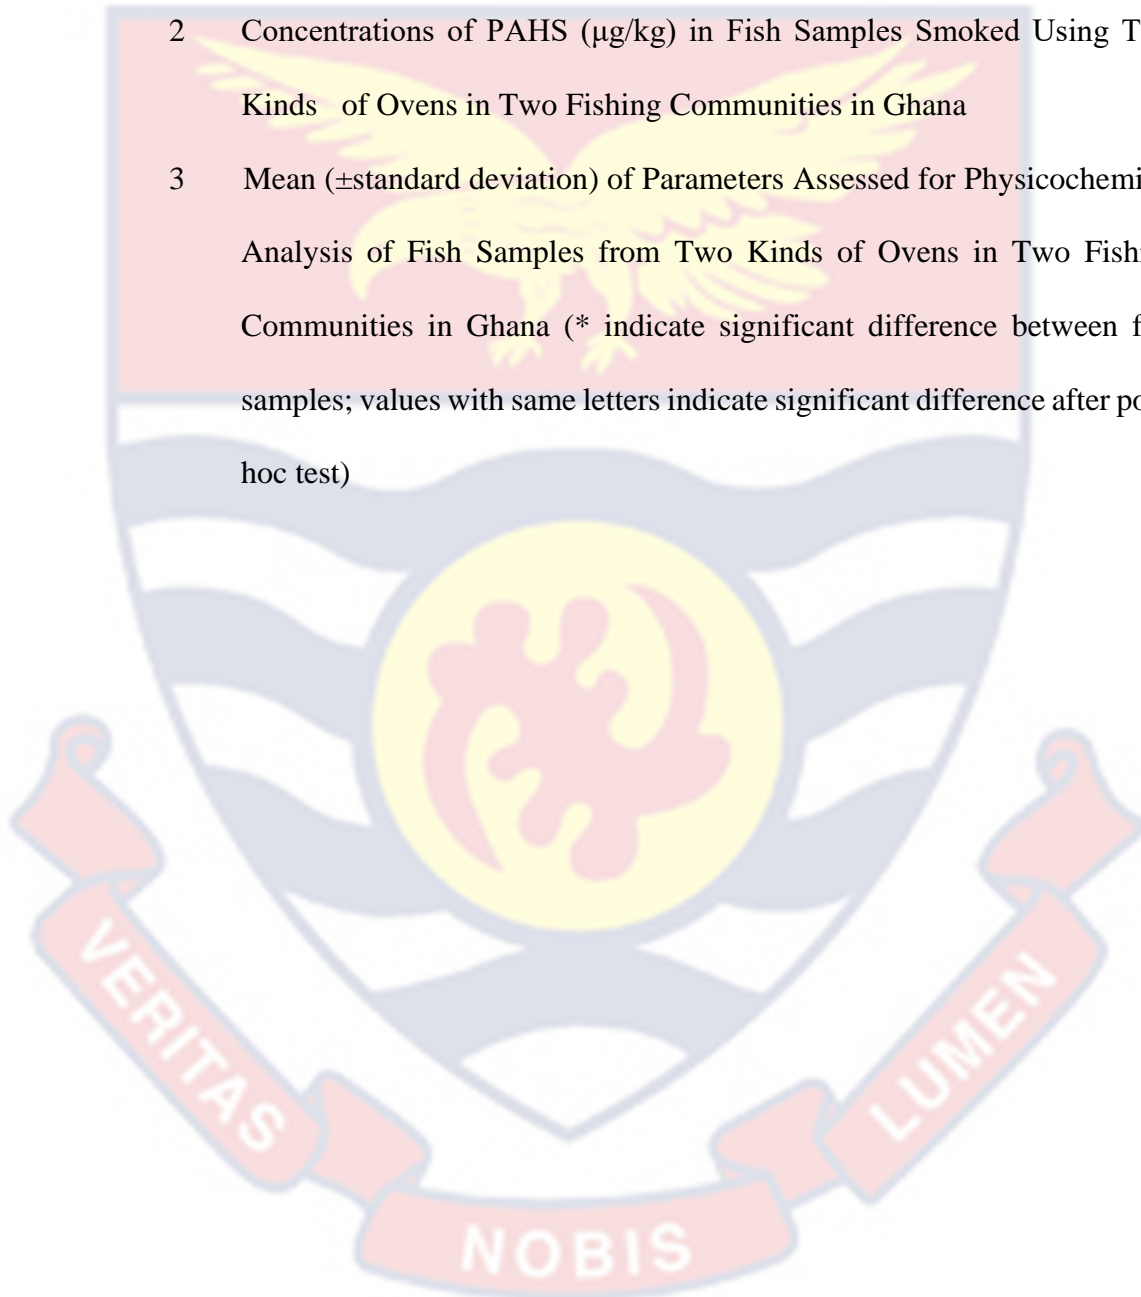 2 Concentrations of PAHS (µg/kg) in Fish Samples Smoked Using T
Kinds of Ovens in Two Fishing Communities in Ghana
3 Mean (±standard deviation) of Parameters Assessed for Physicochemi
Analysis of Fish Samples from Two Kinds of Ovens in Two Fish
Communities in Ghana (* indicate significant difference between f
samples; values with same letters indicate significant difference after po
hoc test)
VERITAS
NOBIS
LUMEN